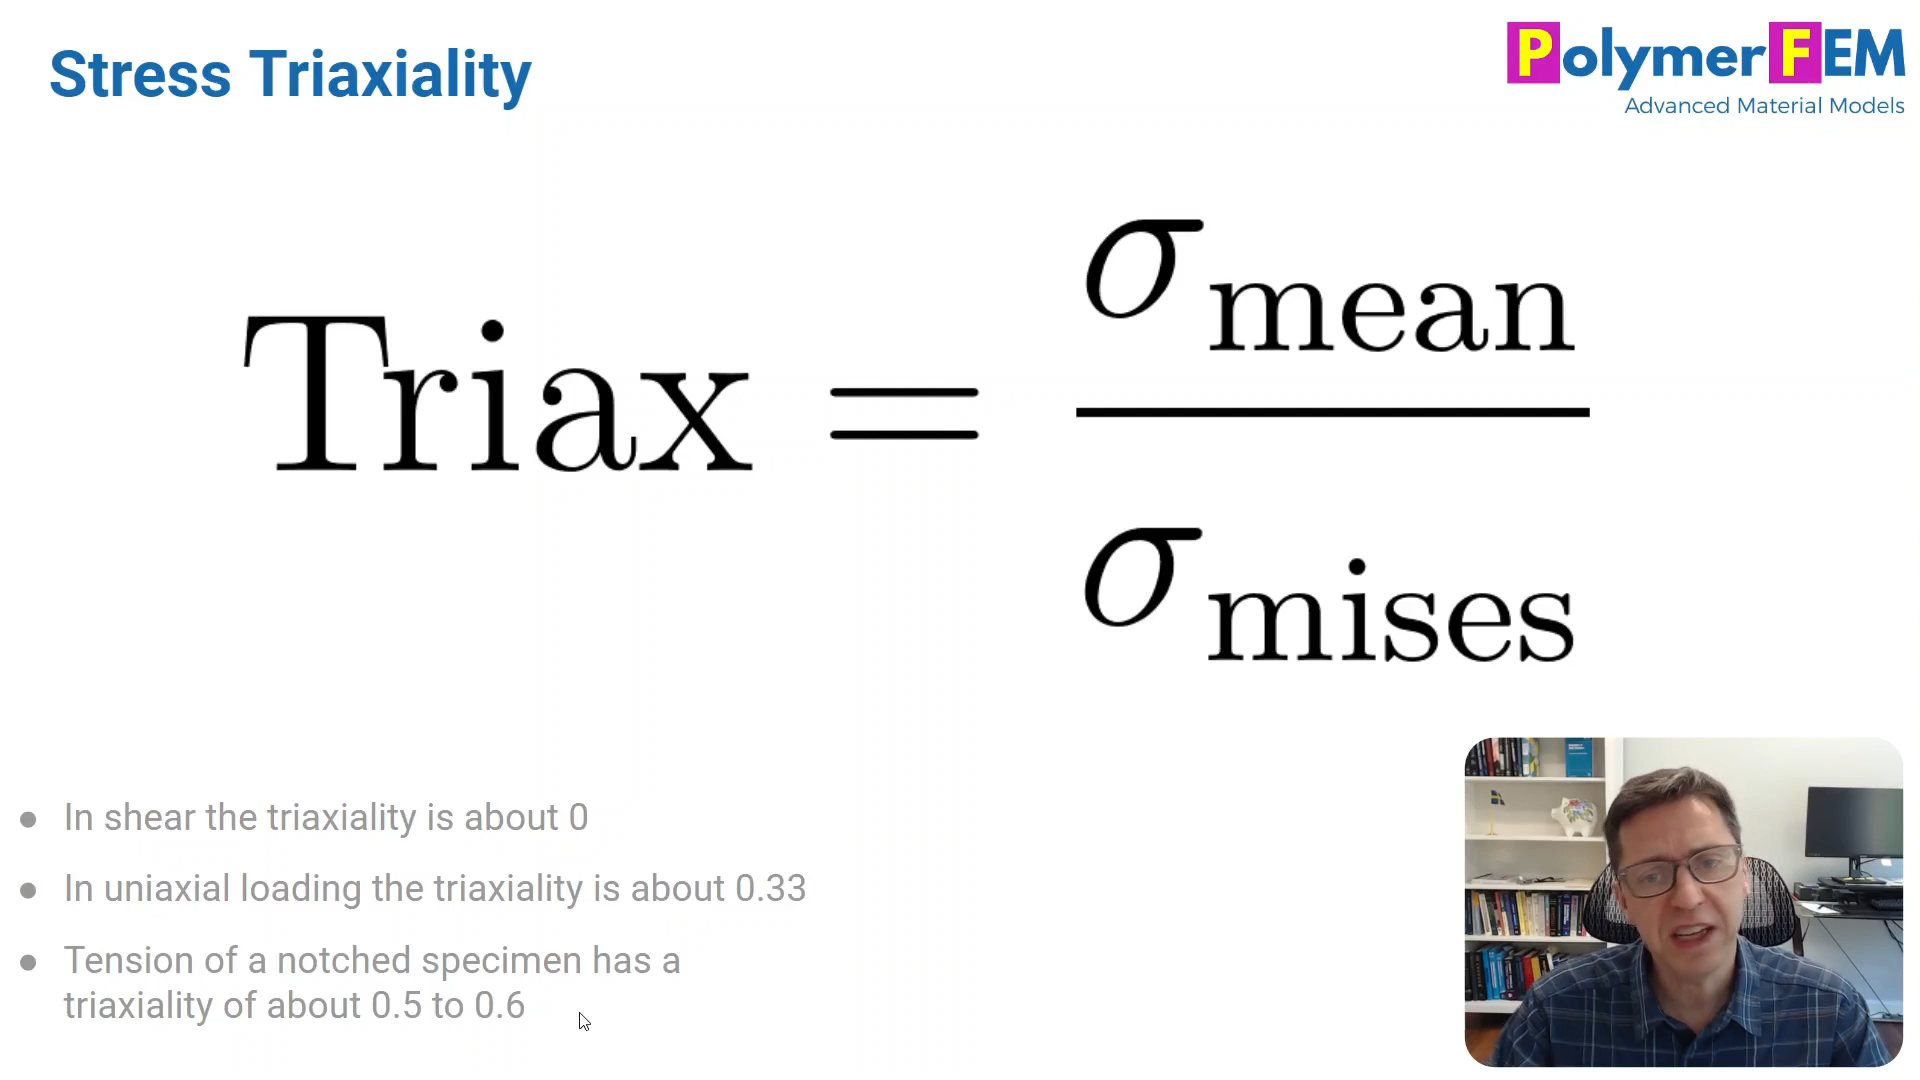 Stress Triaxiality
PolymerFEM
Advanced Material Models
Triax = σ_mean / σ_mises
• In shear the triaxiality is about 0
• In uniaxial loading the triaxiality is about 0.33
• Tension of a notched specimen has a
triaxiality of about 0.5 to 0.6